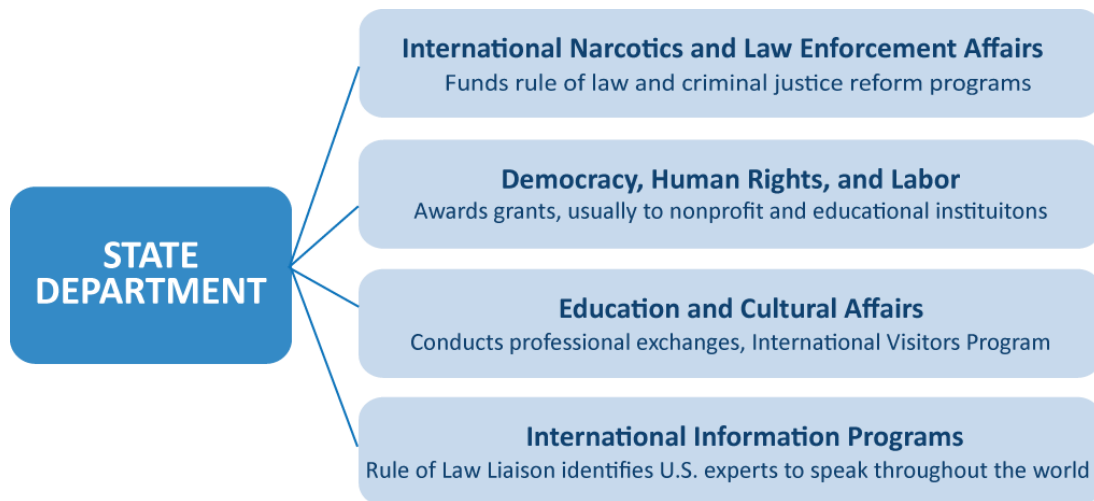 International Narcotics and Law Enforcement Affairs
Funds rule of law and criminal justice reform programs
Democracy, Human Rights, and Labor
Awards grants, usually to nonprofit and educational instituitons
STATE
DEPARTMENT
Education and Cultural Affairs
Conducts professional exchanges, International Visitors Program
International Information Programs
Rule of Law Liaison identifies U.S. experts to speak throughout the world